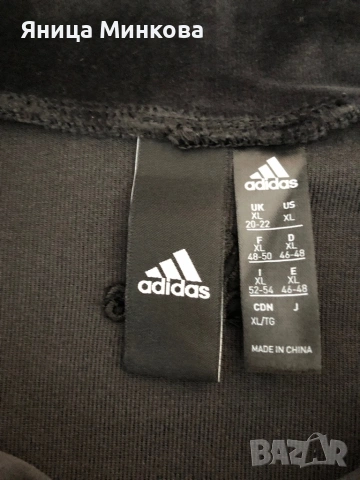 Яница Минкова
adidas
adidas
UK US
XL XL
20-22
F D
XL XL
48-50 46-48
I E
XL XL
52-54 46-48
CDN J
XL/TG
MADE IN CHINA
BAZAR